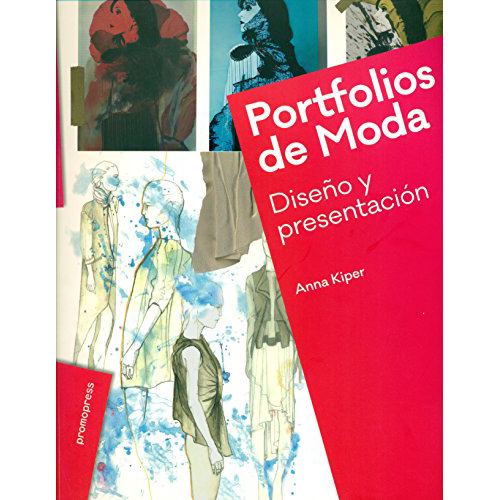 Portfolios
de Moda
Diseño y
presentación
Anna Kiper
promopress